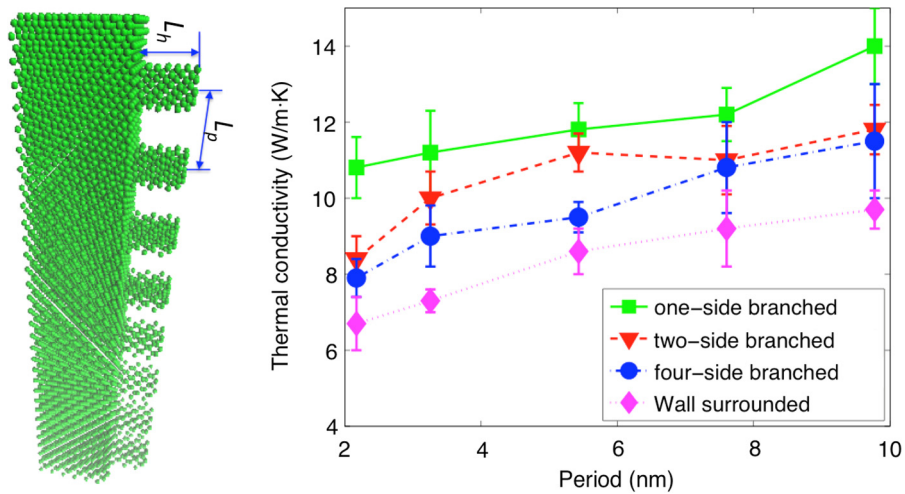 L_h
L_p
Thermal conductivity (W/m·K)
14
12
10
8
6
4
2
4
6
8
10
Period (nm)
one−side branched
two−side branched
four−side branched
Wall surrounded